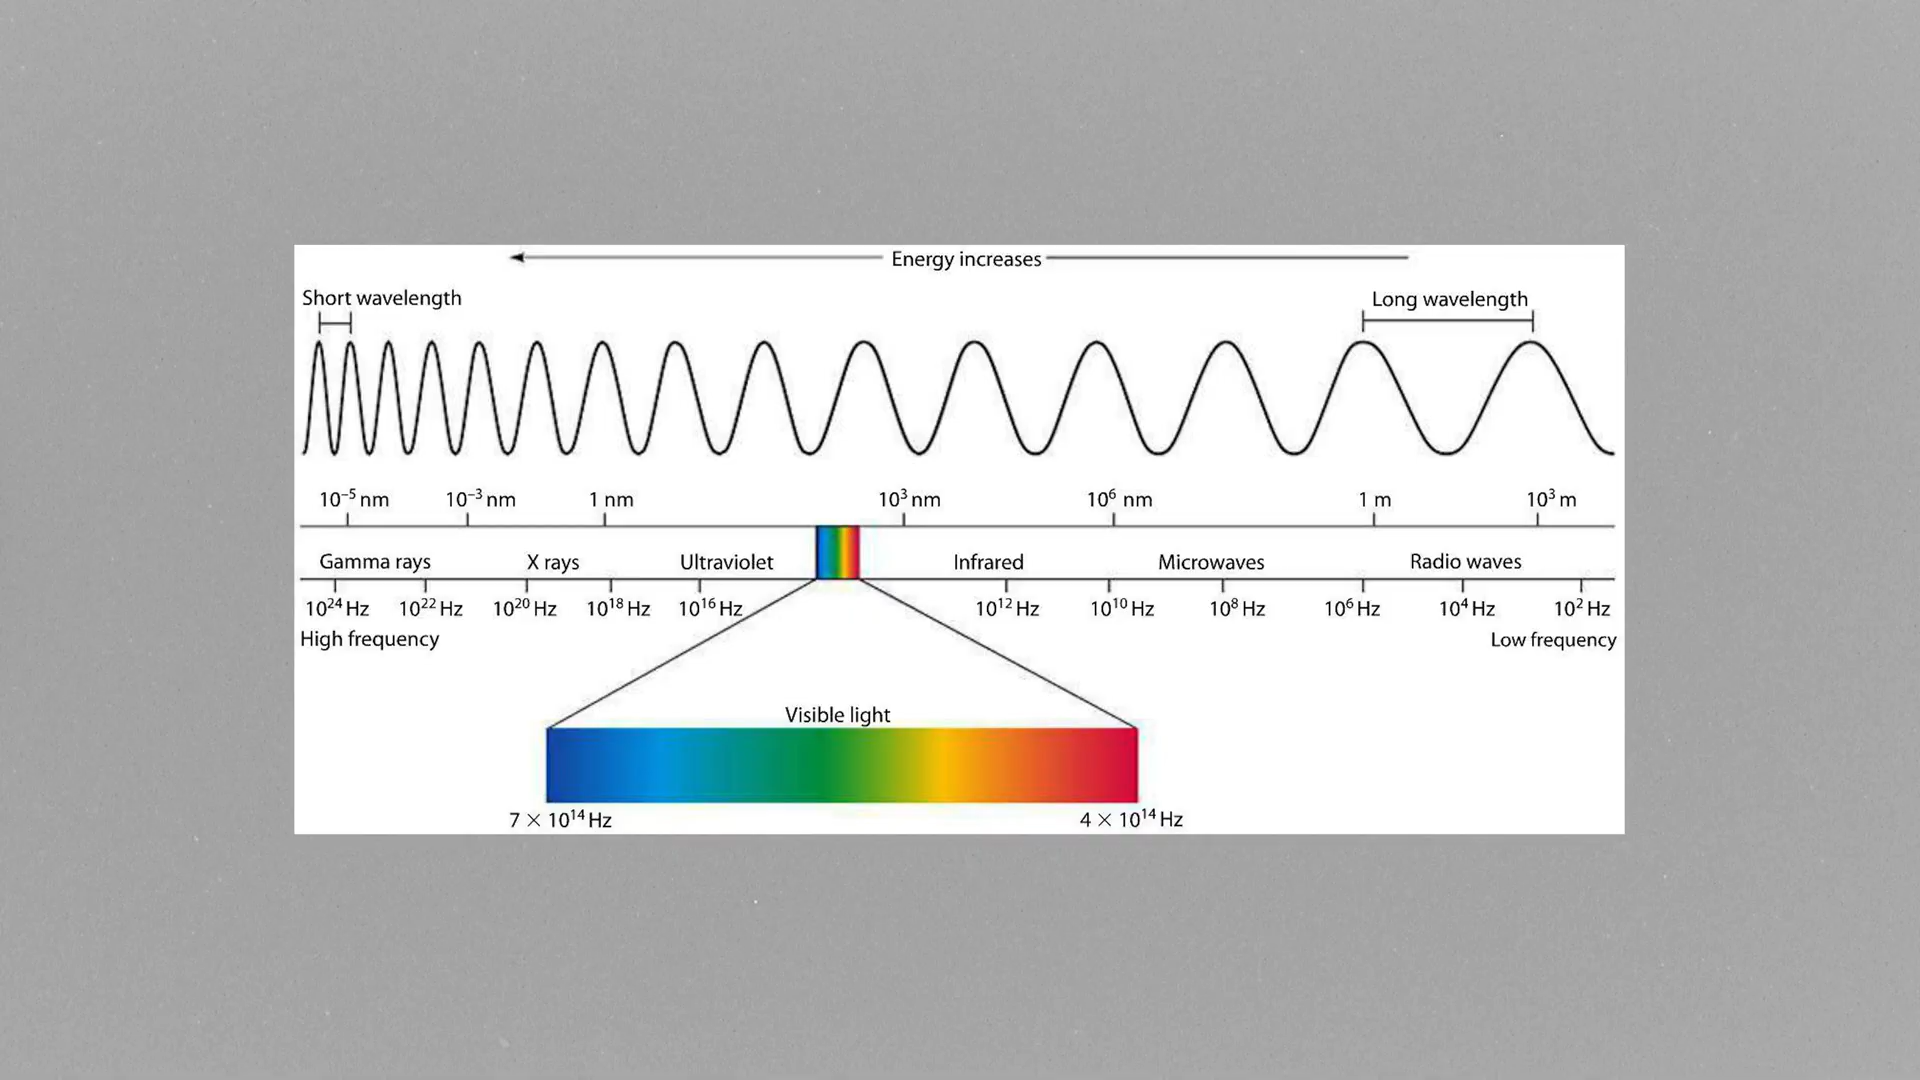 Energy increases
Short wavelength
Long wavelength
10⁻⁵ nm 10⁻³ nm 1 nm 10³ nm 10⁶ nm 1 m 10³ m
Gamma rays X rays Ultraviolet Infrared Microwaves Radio waves
10²⁴ Hz 10²² Hz 10²⁰ Hz 10¹⁸ Hz 10¹⁶ Hz 10¹² Hz 10¹⁰ Hz 10⁸ Hz 10⁶ Hz 10⁴ Hz 10² Hz
High frequency Low frequency
Visible light
7 × 10¹⁴ Hz 4 × 10¹⁴ Hz